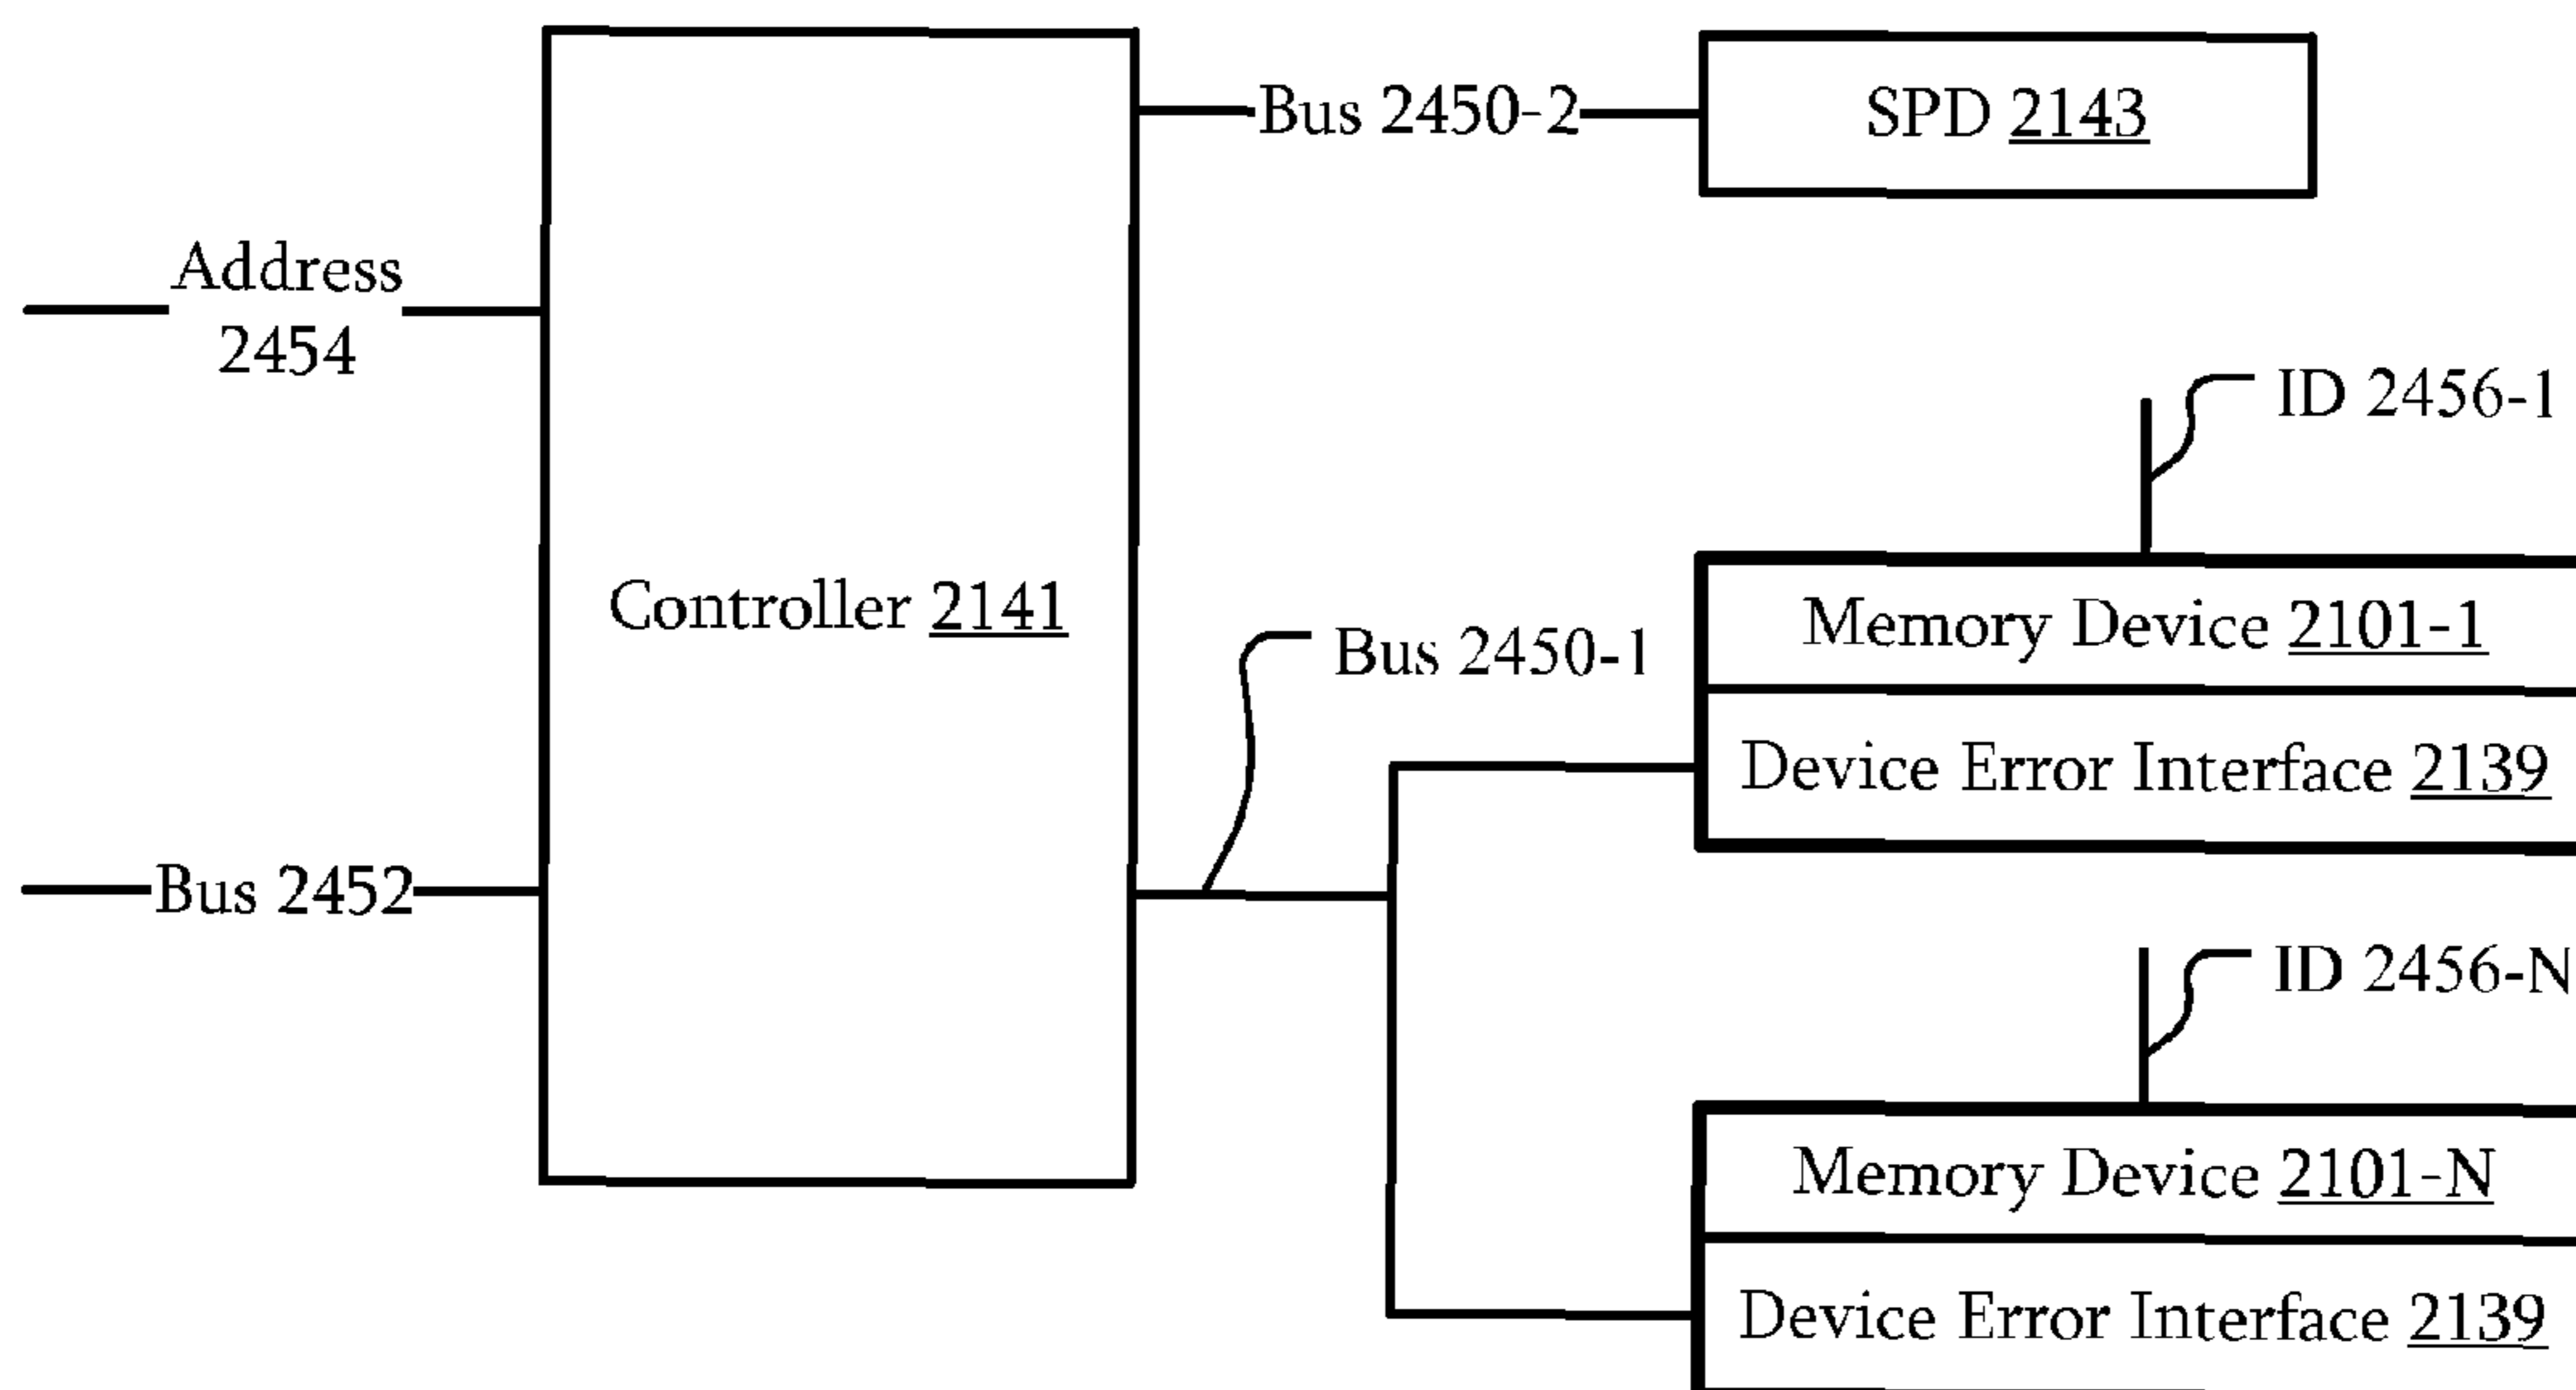 Bus 2450-2
SPD 2143
Address
2454
ID 2456-1
Controller 2141
Bus 2450-1
Memory Device 2101-1
Device Error Interface 2139
Bus 2452
ID 2456-N
Memory Device 2101-N
Device Error Interface 2139